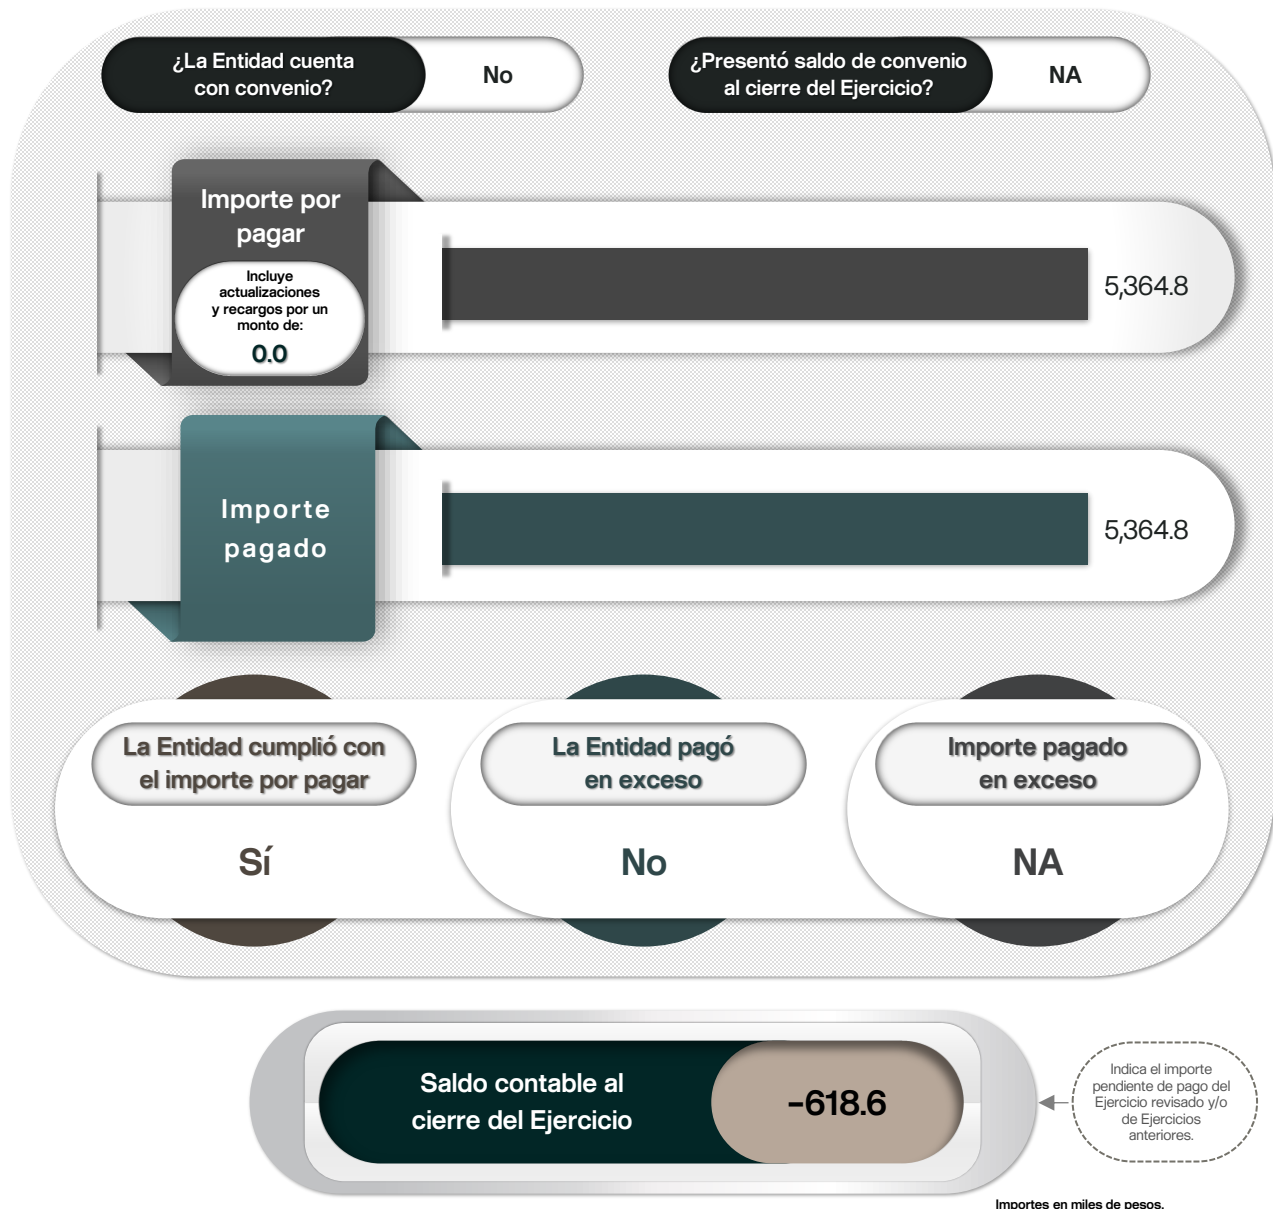 ¿La Entidad cuenta
con convenio?
No
¿Presentó saldo de convenio
al cierre del Ejercicio?
NA
Importe por
pagar
Incluye
actualizaciones
y recargos por un
monto de:
0.0
5,364.8
Importe
pagado
5,364.8
La Entidad cumplió con
el importe por pagar
Sí
La Entidad pagó
en exceso
No
Importe pagado
en exceso
NA
Saldo contable al
cierre del Ejercicio
-618.6
Indica el importe
pendiente de pago del
Ejercicio revisado y/o
de Ejercicios
anteriores.
Importes en miles de pesos.